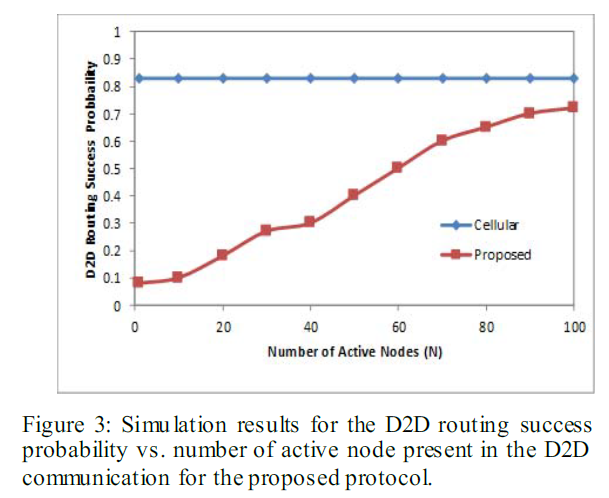 1
0.9
0.8
0.7
0.6
0.5
0.4
0.3
0.2
0.1
0
D2D Routing Success Probbaility
0 20 40 60 80 100
Number of Active Nodes (N)
Cellular
Proposed
Figure 3: Simulation results for the D2D routing success
probability vs. number of active node present in the D2D
communication for the proposed protocol.